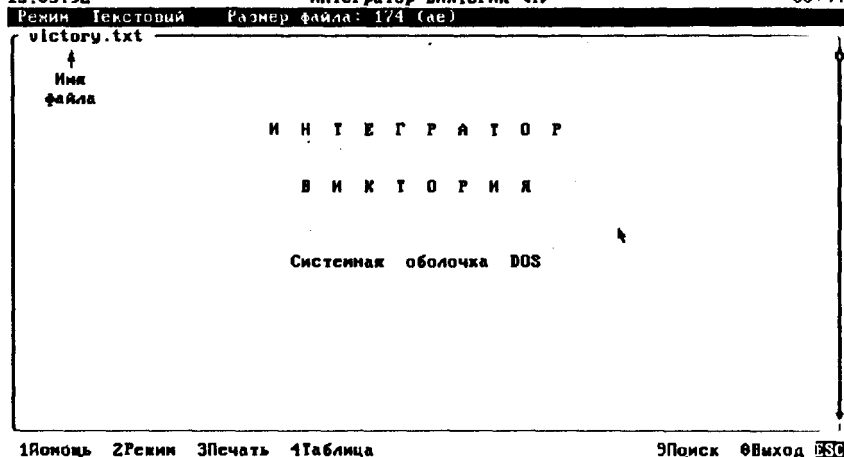 Режим Текстовый Размер файла: 174 (ae)
victory.txt
Имя
файла
И Н Т Е Г Р А Т О Р
В И К Т О Р И Я
Системная оболочка DOS
1Помощь 2Режим 3Печать 4Таблица 9Поиск 0Выход ESC